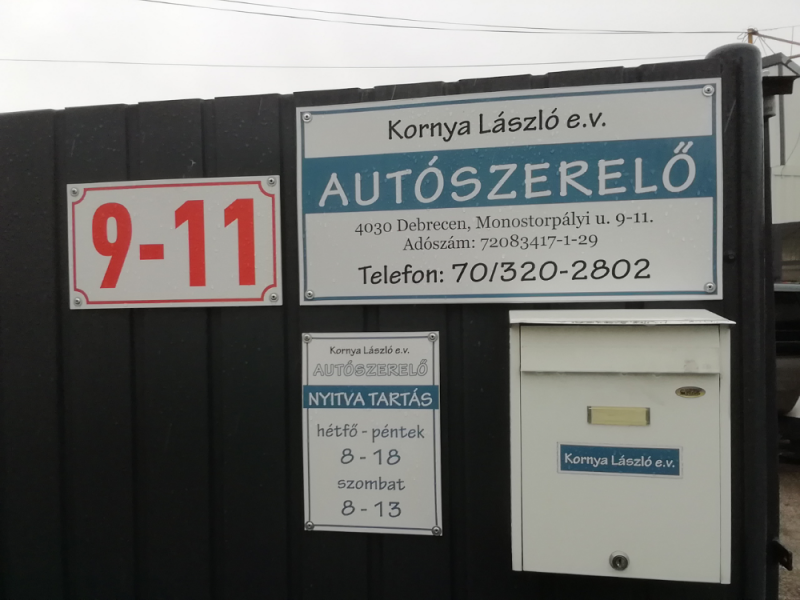 9-11
Kornya László e.v.
AUTÓSZERELŐ
4030 Debrecen, Monostorpályi u. 9-11.
Adószám: 72083417-1-29
Telefon: 70/320-2802
Kornya László e.v.
AUTÓSZERELŐ
NYITVA TARTÁS
hétfő - péntek
8 - 18
szombat
8 - 13
Kornya László e.v.